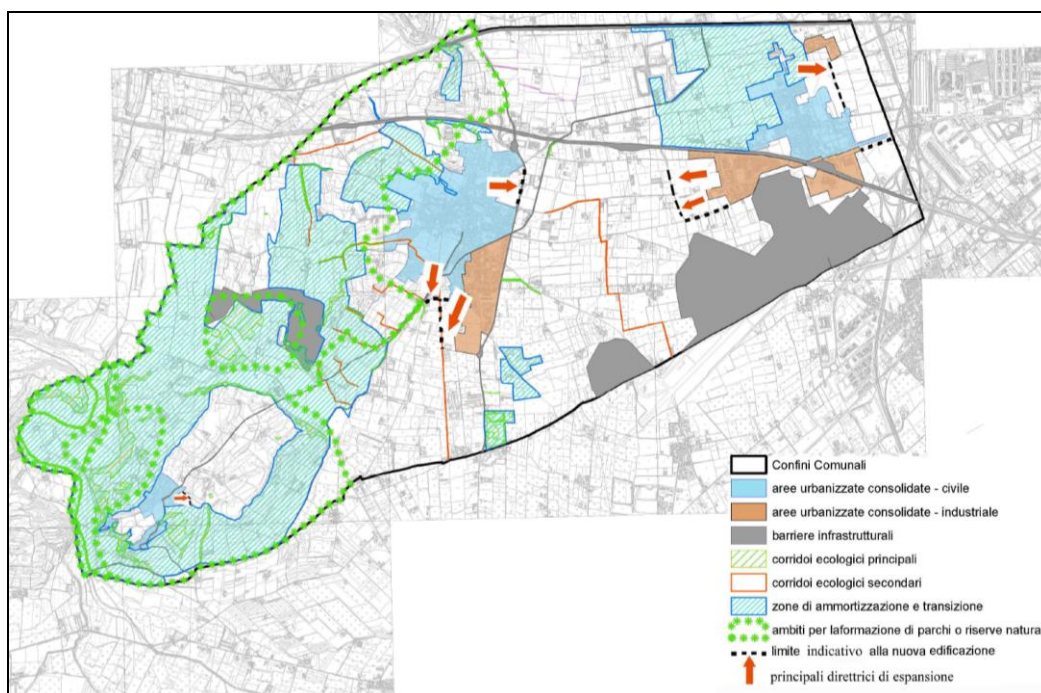 Confini Comunali
aree urbanizzate consolidate - civile
aree urbanizzate consolidate - industriale
barriere infrastrutturali
corridoi ecologici principali
corridoi ecologici secondari
zone di ammortizzazione e transizione
ambiti per laformazione di parchi o riserve natura
limite indicativo alla nuova edificazione
principali direttrici di espansione